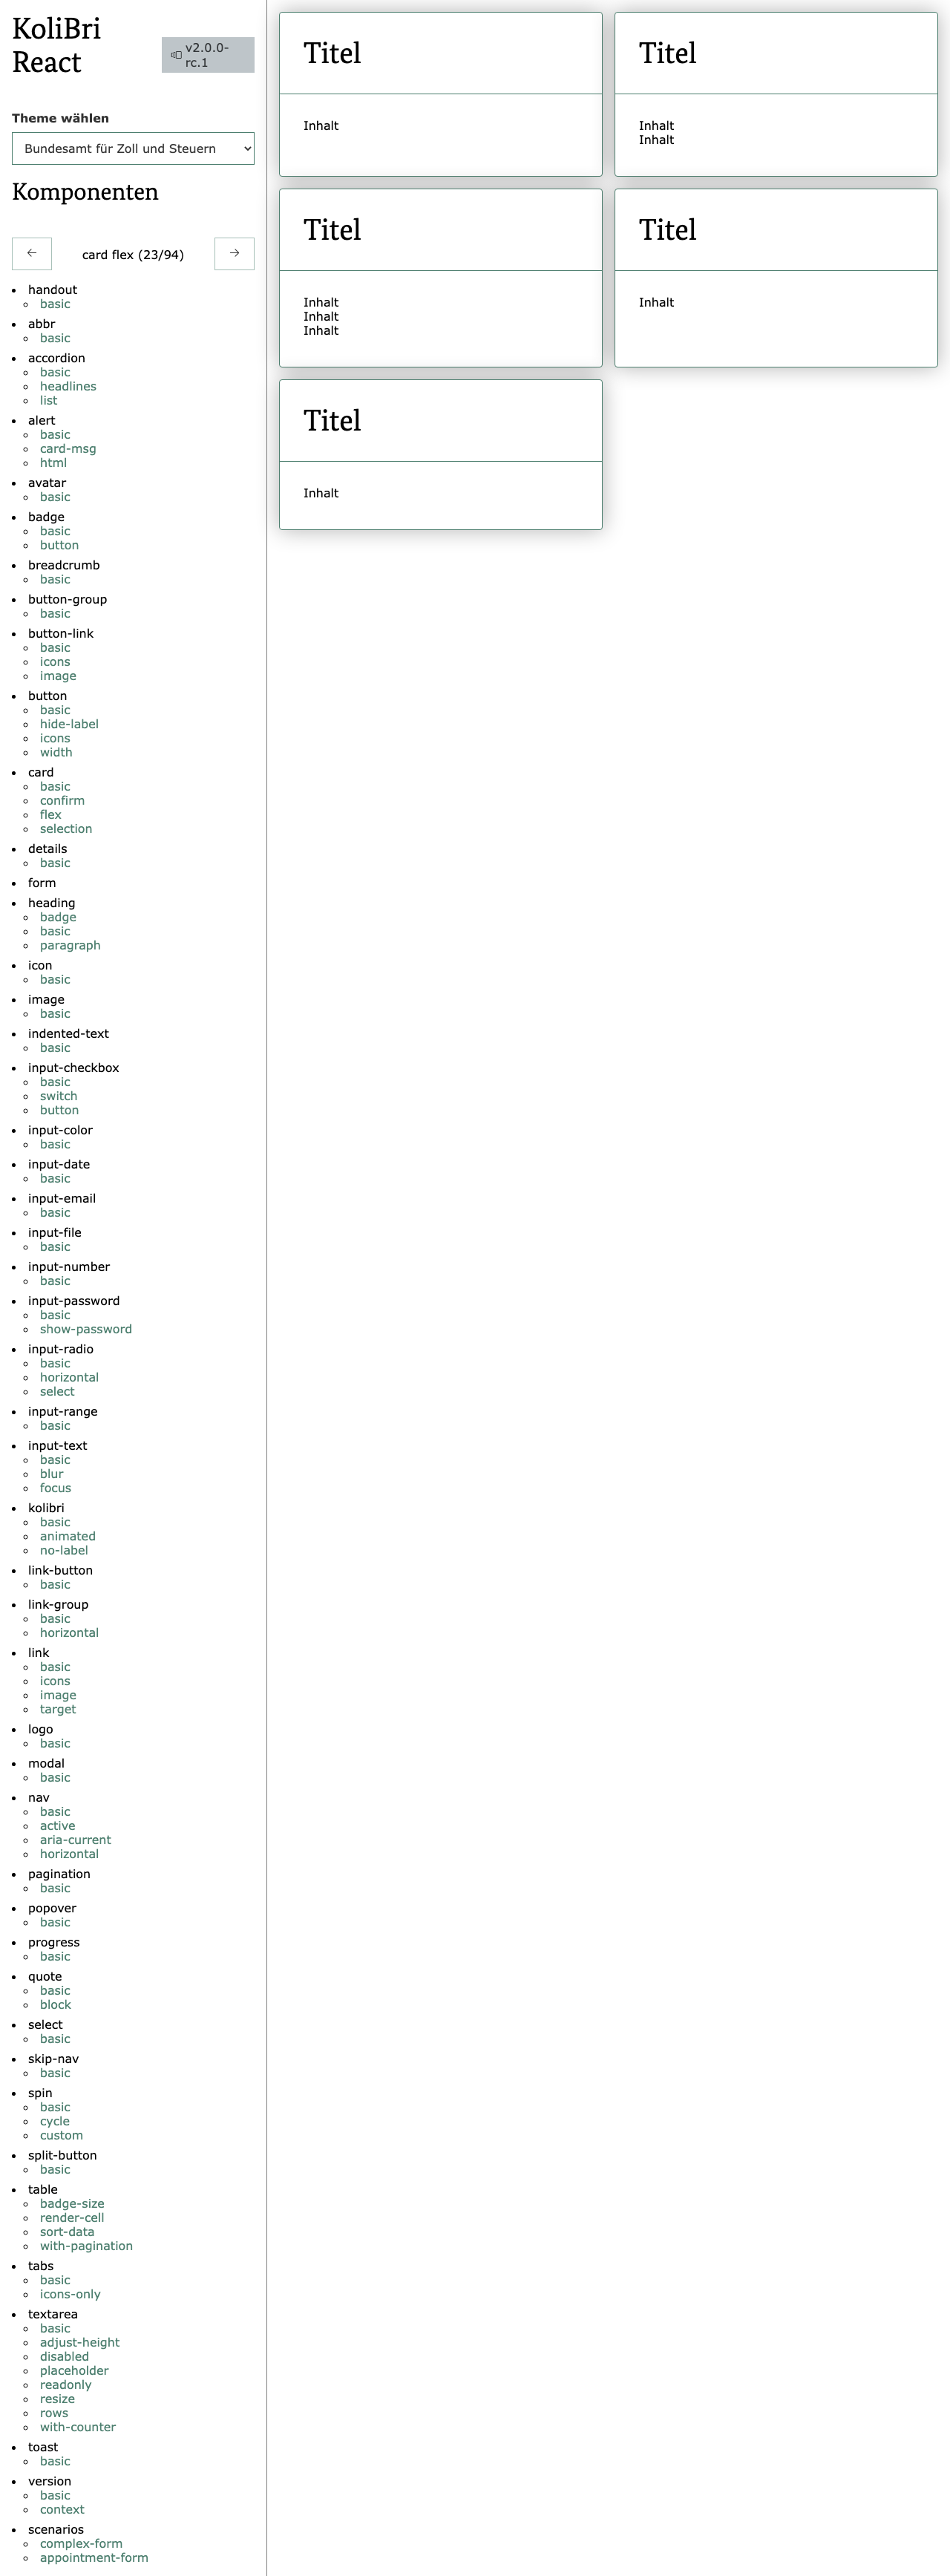 KoliBri
React
v2.0.0-
rc.1
Theme wählen
Bundesamt für Zoll und Steuern
Komponenten
←
card flex (23/94)
→
handout
basic
abbr
basic
accordion
basic
headlines
list
alert
basic
card-msg
html
avatar
basic
badge
basic
button
breadcrumb
basic
button-group
basic
button-link
basic
icons
image
button
basic
hide-label
icons
width
card
basic
confirm
flex
selection
details
basic
form
heading
badge
basic
paragraph
icon
basic
image
basic
indented-text
basic
input-checkbox
basic
switch
button
input-color
basic
input-date
basic
input-email
basic
input-file
basic
input-number
basic
input-password
basic
show-password
input-radio
basic
horizontal
select
input-range
basic
input-text
basic
blur
focus
kolibri
basic
animated
no-label
link-button
basic
link-group
basic
horizontal
link
basic
icons
image
target
logo
basic
modal
basic
nav
basic
active
aria-current
horizontal
pagination
basic
popover
basic
progress
basic
quote
basic
block
select
basic
skip-nav
basic
spin
basic
cycle
custom
split-button
basic
table
badge-size
render-cell
sort-data
with-pagination
tabs
basic
icons-only
textarea
basic
adjust-height
disabled
placeholder
readonly
resize
rows
with-counter
toast
basic
version
basic
context
scenarios
complex-form
appointment-form
Titel
Inhalt
Titel
Inhalt
Inhalt
Titel
Inhalt
Inhalt
Inhalt
Titel
Inhalt
Titel
Inhalt